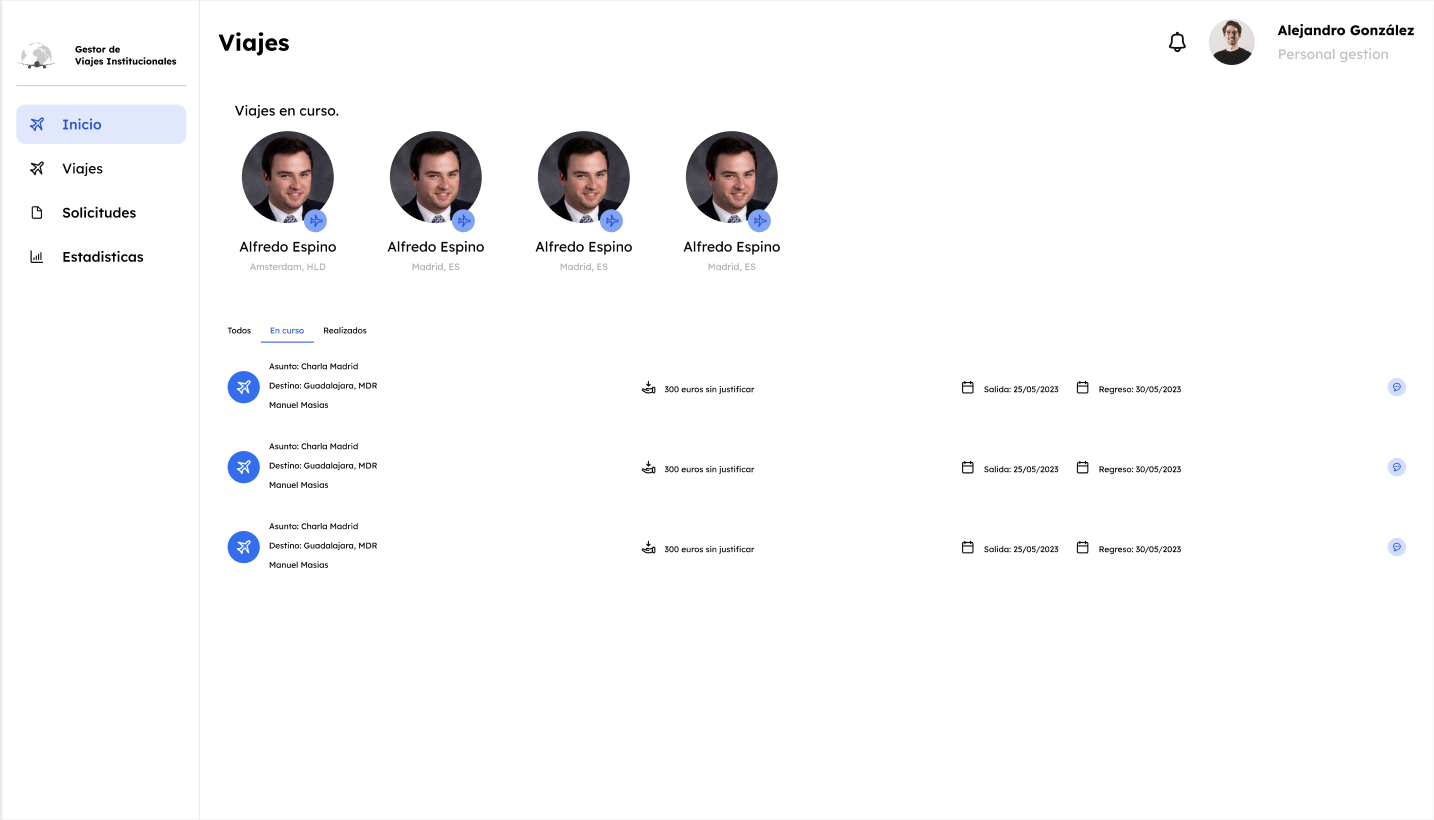 Gestor de
Viajes Institucionales
Inicio
Viajes
Solicitudes
Estadisticas
Viajes
Alejandro González
Personal gestion
Viajes en curso.
Alfredo Espino
Amsterdam, HLD
Alfredo Espino
Madrid, ES
Alfredo Espino
Madrid, ES
Alfredo Espino
Madrid, ES
Todos En curso Realizados
Asunto: Charla Madrid
Destino: Guadalajara, MDR
Manuel Masias
300 euros sin justificar
Salida: 25/05/2023
Regreso: 30/05/2023
Asunto: Charla Madrid
Destino: Guadalajara, MDR
Manuel Masias
300 euros sin justificar
Salida: 25/05/2023
Regreso: 30/05/2023
Asunto: Charla Madrid
Destino: Guadalajara, MDR
Manuel Masias
300 euros sin justificar
Salida: 25/05/2023
Regreso: 30/05/2023